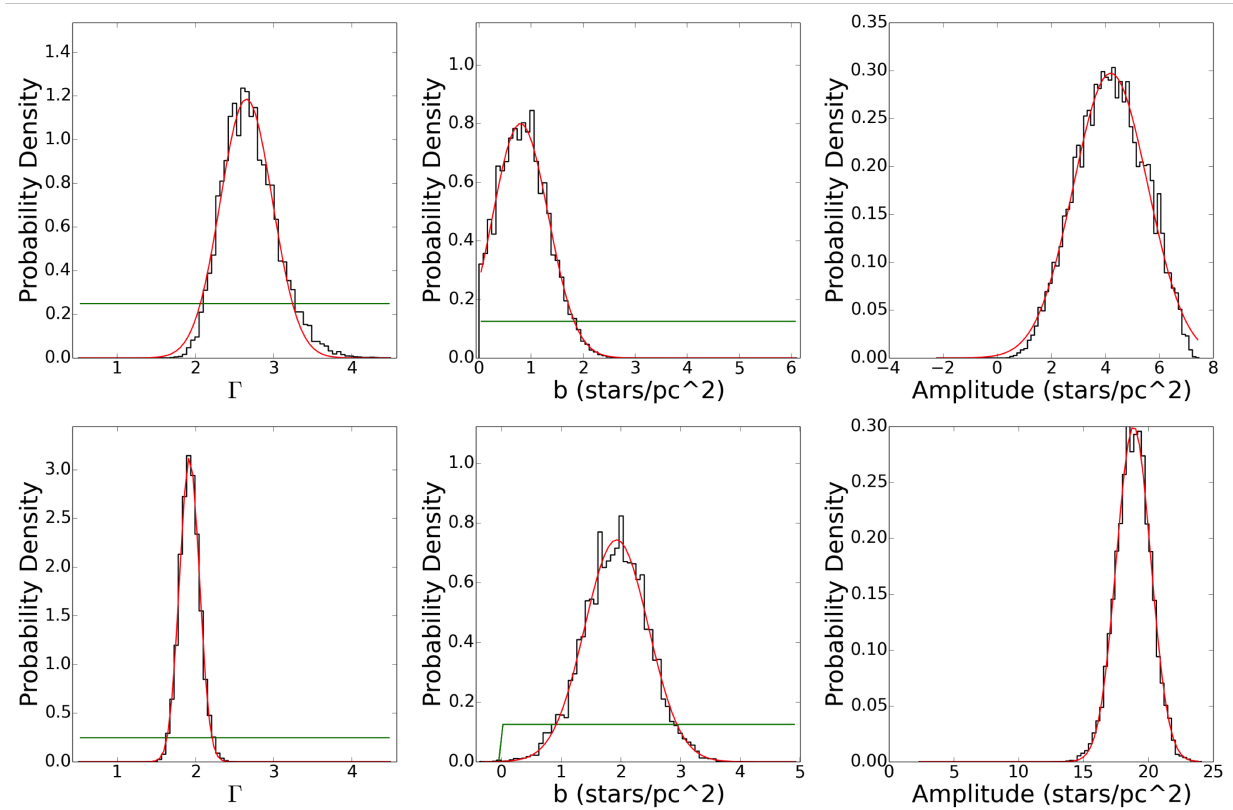 Probability Density
1.4
1.2
1.0
0.8
0.6
0.4
0.2
0.0
1 2 3 4
Γ
Probability Density
1.0
0.8
0.6
0.4
0.2
0.0
0 1 2 3 4 5 6
b (stars/pc^2)
Probability Density
0.35
0.30
0.25
0.20
0.15
0.10
0.05
0.00
−4 −2 0 2 4 6 8
Amplitude (stars/pc^2)
Probability Density
3.0
2.5
2.0
1.5
1.0
0.5
0.0
1 2 3 4
Γ
Probability Density
1.0
0.8
0.6
0.4
0.2
0.0
0 1 2 3 4 5
b (stars/pc^2)
Probability Density
0.30
0.25
0.20
0.15
0.10
0.05
0.00
0 5 10 15 20 25
Amplitude (stars/pc^2)